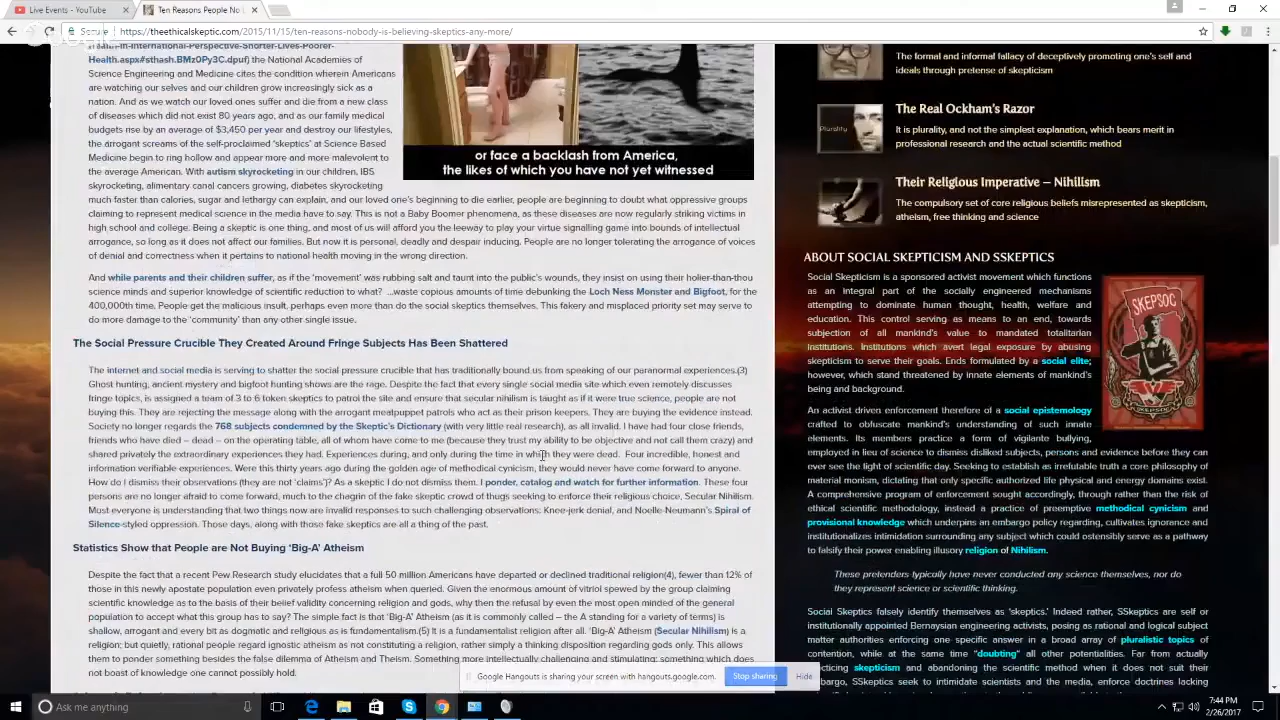 Live Events - YouTube
Ten Reasons People No
https://theethicalskeptic.com/2015/11/15/ten-reasons-nobody-is-believing-skeptics-any-more/
Health-in-International-Perspective-Shorter-Lives-Poorer-
Health.aspx#sthash.BMz0Py3C.dpuf) the National Academies of
Science Engineering and Medicine cites the condition wherein Americans
are watching our selves and our children grow increasingly sick as a
nation. And as we watch our loved ones suffer and die from a new class
of diseases which did not exist 80 years ago, and is our family medical
budgets rise by an average of $3,450 per year and destroy our lifestyles,
the arrogant screams of the self-proclaimed ‘skeptics’ at Science Based
Medicine begin to ring hollow and appear more and more malevolent to
the average American. With autism skyrocketing in our children, IBS
skyrocketing, alimentary canal cancers growing, diabetes skyrocketing
much faster than calories, sugar and lethargy can explain, and our loved one’s beginning to die earlier, people are beginning to doubt what oppressive groups
claiming to represent medical science in the media have to say. This is not a Baby Boomer phenomena, as these diseases are now regularly striking victims in
high school and college. Being a skeptic is one thing, and most of us will afford you the leeway to play your virtue signalling game into bounds of intellectual
arrogance, so long as it does not affect our families. But now it is personal, deadly and despair inducing. People are no longer tolerating the arrogance of voices
of denial and correctness when it pertains to national health moving in the wrong direction.
And while parents and their children suffer, as if the ‘movement’ was rubbing salt and taunt into the public’s wounds, they insist on using their holier-than-thou
science minds and superior knowledge of scientific reduction to what? ...waste copious amounts of time debunking the Loch Ness Monster and Bigfoot, for the
400,000th time. People get the malicious insult, perhaps even more than do the social skeptics themselves. This fakery and misplaced priority set may serve to
do more damage to the ‘community’ than any other single issue.
The Social Pressure Crucible They Created Around Fringe Subjects Has Been Shattered
The internet and social media is serving to shatter the social pressure crucible that has traditionally bound us from speaking of our paranormal experiences.(3)
Ghost hunting, ancient mystery and bigfoot hunting shows are the rage. Despite the fact that every single social media site which even remotely discusses
fringe topics, is assigned a team of 3 to 6 token skeptics to patrol the site and ensure that secular nihilism is taught as if it were true science, people are not
buying this. They are rejecting the message along with the arrogant meatpuppet patrols who act as their prison keepers. They are buying the evidence instead.
Society no longer regards the 768 subjects condemned by the Skeptic’s Dictionary (with very little real research), as all invalid. I have had four close friends,
friends who have died – dead – on the operating table, all of whom have come to me (because they trust my ability to be objective and not call them crazy) and
shared privately the extraordinary experiences they had. Experiences during, and only during the time in which they were dead.  Four incredible, honest and
information verifiable experiences. Were this many years ago, during the golden age of methodical cynicism, they would never have come forward to anyone.
How do I dismiss their observations (they are not ‘claims’)? As a skeptic I do not dismiss them. I ponder, catalog and watch for further information. These four
persons are no longer afraid to come forward, much to the chagrin of the skeptic crowd of thugs seeking to enforce their religious choice, Secular Nihilism.
Most everyone is understanding that two things now are invalid responses to such challenging observations: Knee-jerk denial, and Noelle-Neumann’s Spiral of
Silence-styled oppression. Those days, along with those fake skeptics are all a thing of the past.
Statistics Show that People are Not Buying ‘Big-A’ Atheism
Despite the fact that a recent Pew Research study elucidates that a full 50 million Americans have departed or declined traditional religion(4), fewer than 12% of
those in this newly apostate population segment proactively profess atheism when queried. Given the enormous amount of vitriol spewed by the group claiming
scientific knowledge as to the basis of their belief validity concerning religion and gods, why then the refusal by even the most open minded of the general
population to side with this group and what they have to say? The simple fact is that ‘Big-A’ Atheism (as it is commonly called – the A standing for a variety of terms) is
shallow, arrogant and every bit as dogmatic and religious as is fundamentalism.(5) It is a fundamentalist religion after all. ‘Big-A’ Atheism (Secular Nihilism) is a
religion; but quietly, rational people regard ignostic atheism as not constituting a religion, rather simply a thinking disposition regarding gods only. This allows
them to ponder something besides the false dilemma of Atheism and Theism. Something more intellectually challenging and stimulating; something which does
not boast of knowledge one cannot possibly hold.
or face a backlash from America,
the likes of which you have not yet witnessed
The formal and informal fallacy of deceptively promoting one’s self and
ideals through pretense of skepticism
Plurality
The Real Ockham’s Razor
It is plurality, and not the simplest explanation, which bears merit in
professional research and the actual scientific method
Their Religious Imperative – Nihilism
The compulsory set of core religious beliefs misrepresented as skepticism,
atheism, free thinking and science
ABOUT SOCIAL SKEPTICISM AND SSKEPTICS
Social Skepticism is a sponsored activist movement which functions
as an integral part of the socially engineered mechanisms
attempting to dominate human thought, health, welfare and
education. This control serving as means to an end, towards
subjection of all mankind’s value to mandated totalitarian
institutions. Institutions which avert legal exposure by abusing
skepticism to serve their goals. Ends formulated by a social elite;
however, which stand threatened by innate elements of mankind’s
being and background.
SKEPSOC
SKEPSOC
An activist driven enforcement therefore of a social epistemology
crafted to obfuscate mankind’s understanding of such innate
elements. Its members practice a form of vigilante bullying,
employed in lieu of science to dismiss disliked subjects, persons and evidence before they can
ever see the light of scientific day. Seeking to establish as irrefutable truth a core philosophy of
material monism, dictating that only specific authorized life physical and energy domains exist.
A comprehensive program of enforcement sought accordingly, through rather than the risk of
ethical scientific methodology, instead a practice of preemptive methodical cynicism and
provisional knowledge which underpins an embargo policy regarding, cultivates ignorance and
institutionalizes intimidation surrounding any subject which could ostensibly serve as a pathway
to falsify their power enabling illusory religion of Nihilism.
These pretenders typically have never conducted any science themselves, nor do
they represent science or scientific thinking.
Social Skeptics falsely identify themselves as ‘skeptics.’ Indeed rather, SSkeptics are self or
institutionally appointed Bernaysian engineering activists, posing as rational and logical subject
matter authorities enforcing one specific answer in a broad array of pluralistic topics of
contention, while at the same time “doubting” all other potentialities. Far from actually
practicing skepticism and abandoning the scientific method when it does not suit their
embargo, SSkeptics seek to intimidate scientists and the media, enforce doctrines lacking
Google Hangouts is sharing your screen with hangouts.google.com.
Stop sharing
Hide
Ask me anything
7:44 PM
2/26/2017